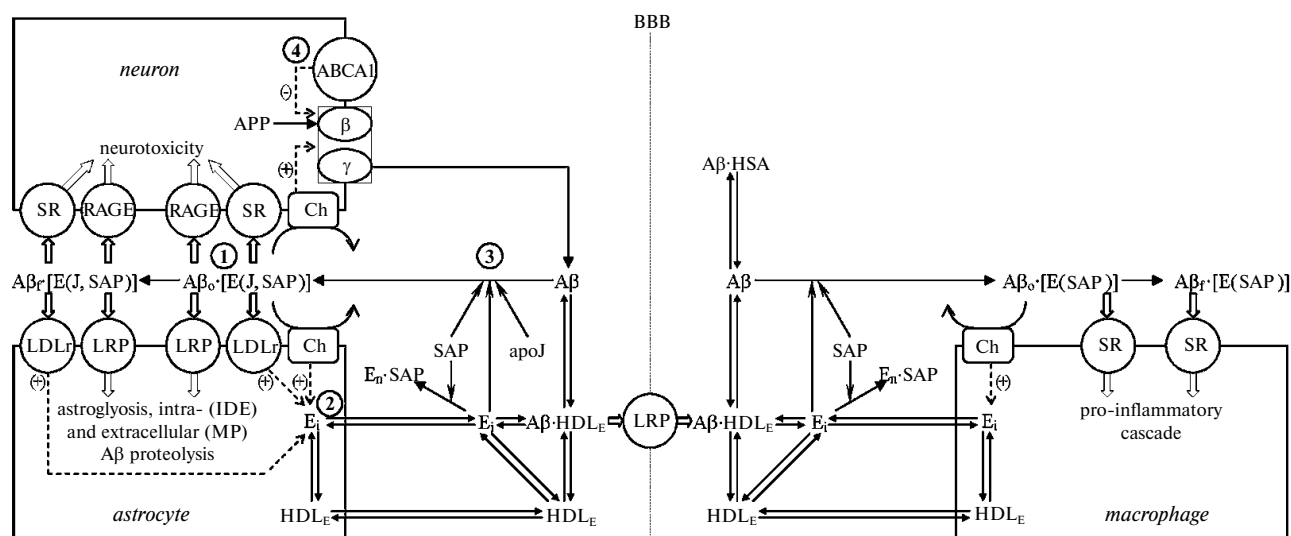 BBB
④
neuron
ABCA1
(-)
APP
β
neurotoxicity
(+)
γ
Aβ·HSA
SR
RAGE
RAGE
SR
Ch
①
③
Aβf·[E(J, SAP)]
Aβo·[E(J, SAP)]
Aβ
Aβ
Aβo·[E(SAP)]
Aβf·[E(SAP)]
LDLr
LRP
LRP
LDLr
Ch
SAP
apoJ
SAP
Ch
SR
SR
(+)
(+)
(+)
En·SAP
En·SAP
(+)
astroglyosis, intra- (IDE)
and extracellular (MP)
Aβ proteolysis
②
Ei
Ei
Aβ·HDLE
LRP
Aβ·HDLE
Ei
Ei
pro-inflammatory
cascade
astrocyte
HDLE
HDLE
HDLE
HDLE
macrophage